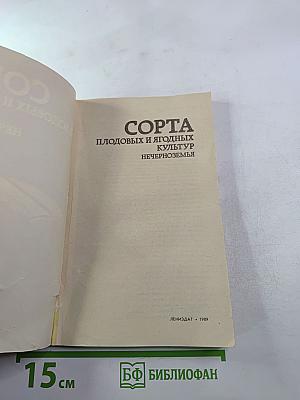 СОРТА
ПЛОДОВЫХ И ЯГОДНЫХ
КУЛЬТУР
НЕЧЕРНОЗЕМЬЯ
ЛЕНИЗДАТ • 1989
15 см
БФ БИБЛИОФАН